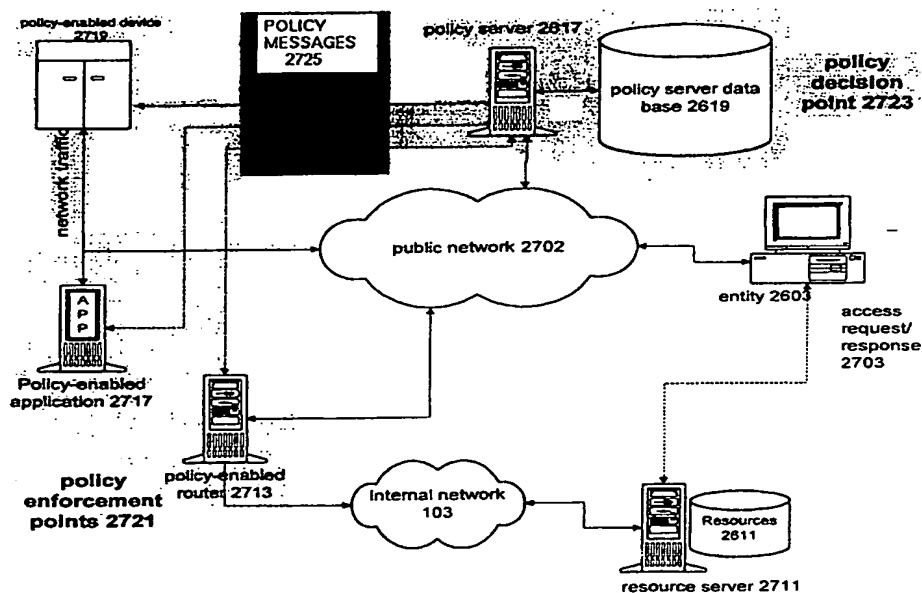 policy-enabled device
2719
POLICY
MESSAGES
2725
policy server 2617
policy server data
base 2619
policy
decision
point 2723
network traffic
public network 2702
entity 2603
access
request/
response
2703
APP
Policy-enabled
application 2717
policy-enabled
router 2713
policy
enforcement
points 2721
Internal network
103
Resources
2611
resource server 2711